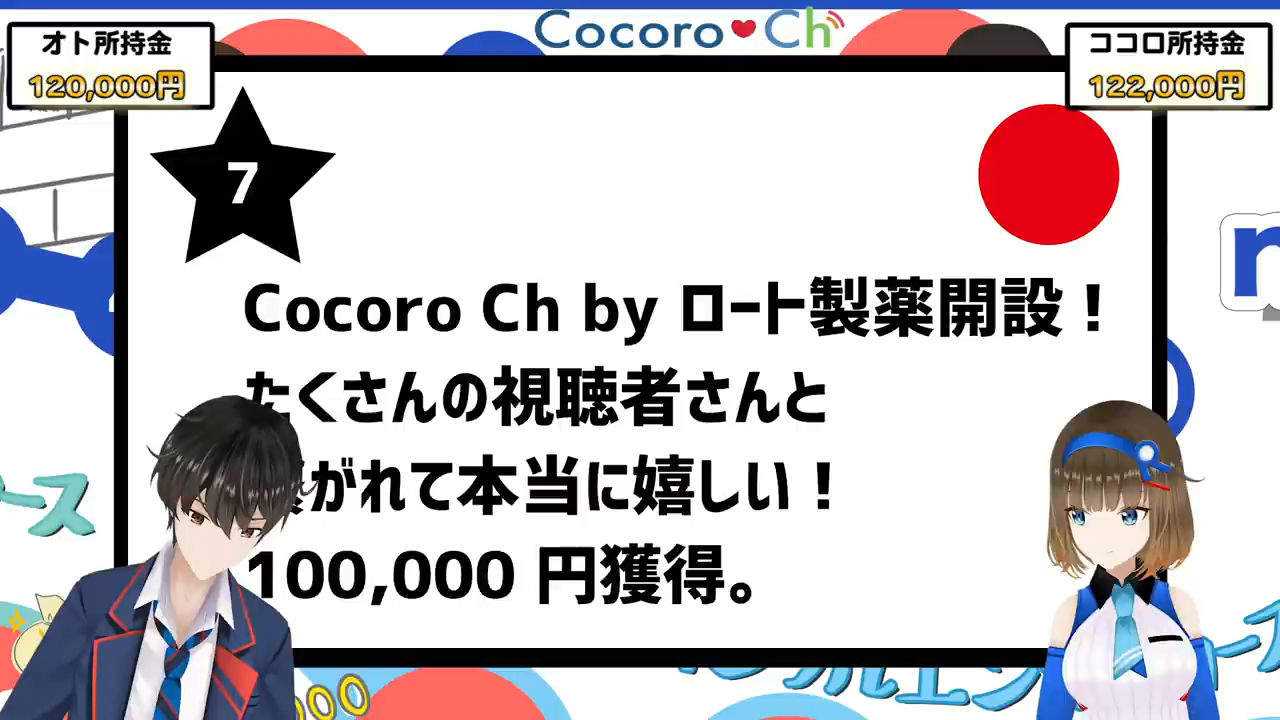 オト所持金
120,000円
Cocoro Ch
ココロ所持金
122,000円
7
Cocoro Ch by ロート製薬開設！
たくさんの視聴者さんと
がれて本当に嬉しい！
100,000 円獲得。